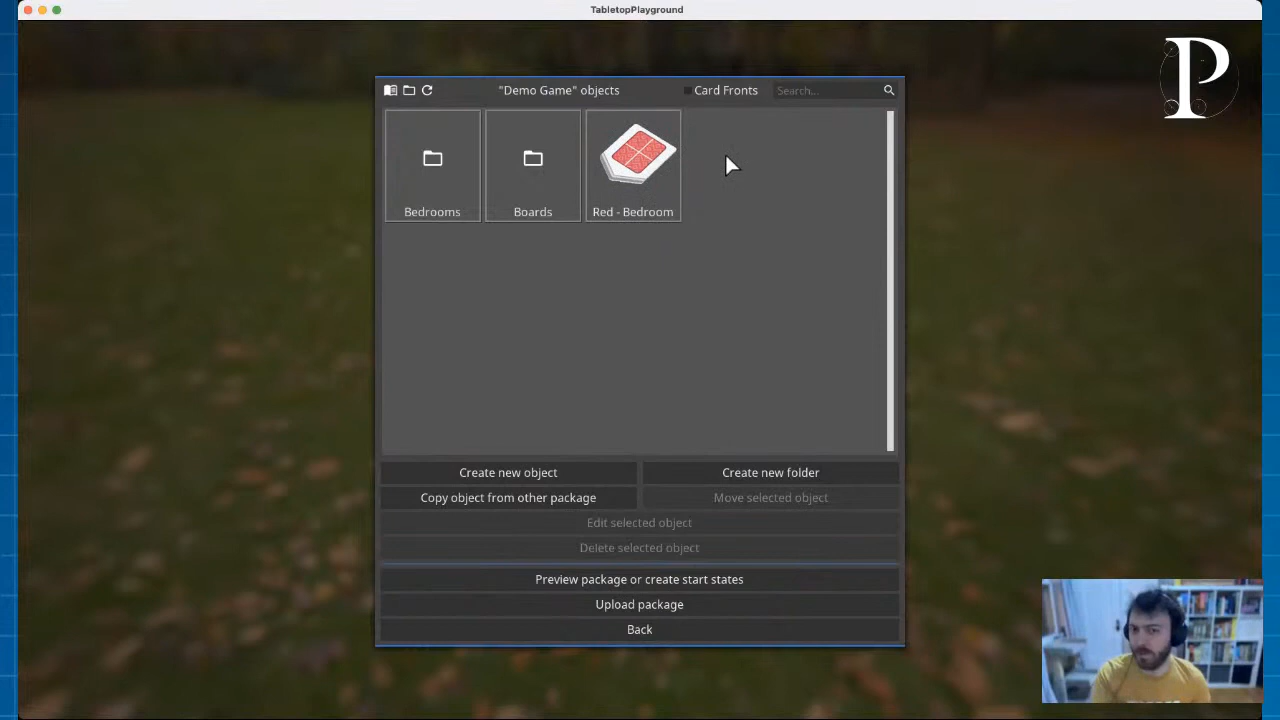 TabletopPlayground
P
"Demo Game" objects
Card Fronts
Search...
Bedrooms
Boards
Red - Bedroom
Create new object
Create new folder
Copy object from other package
Move selected object
Edit selected object
Delete selected object
Preview package or create start states
Upload package
Back